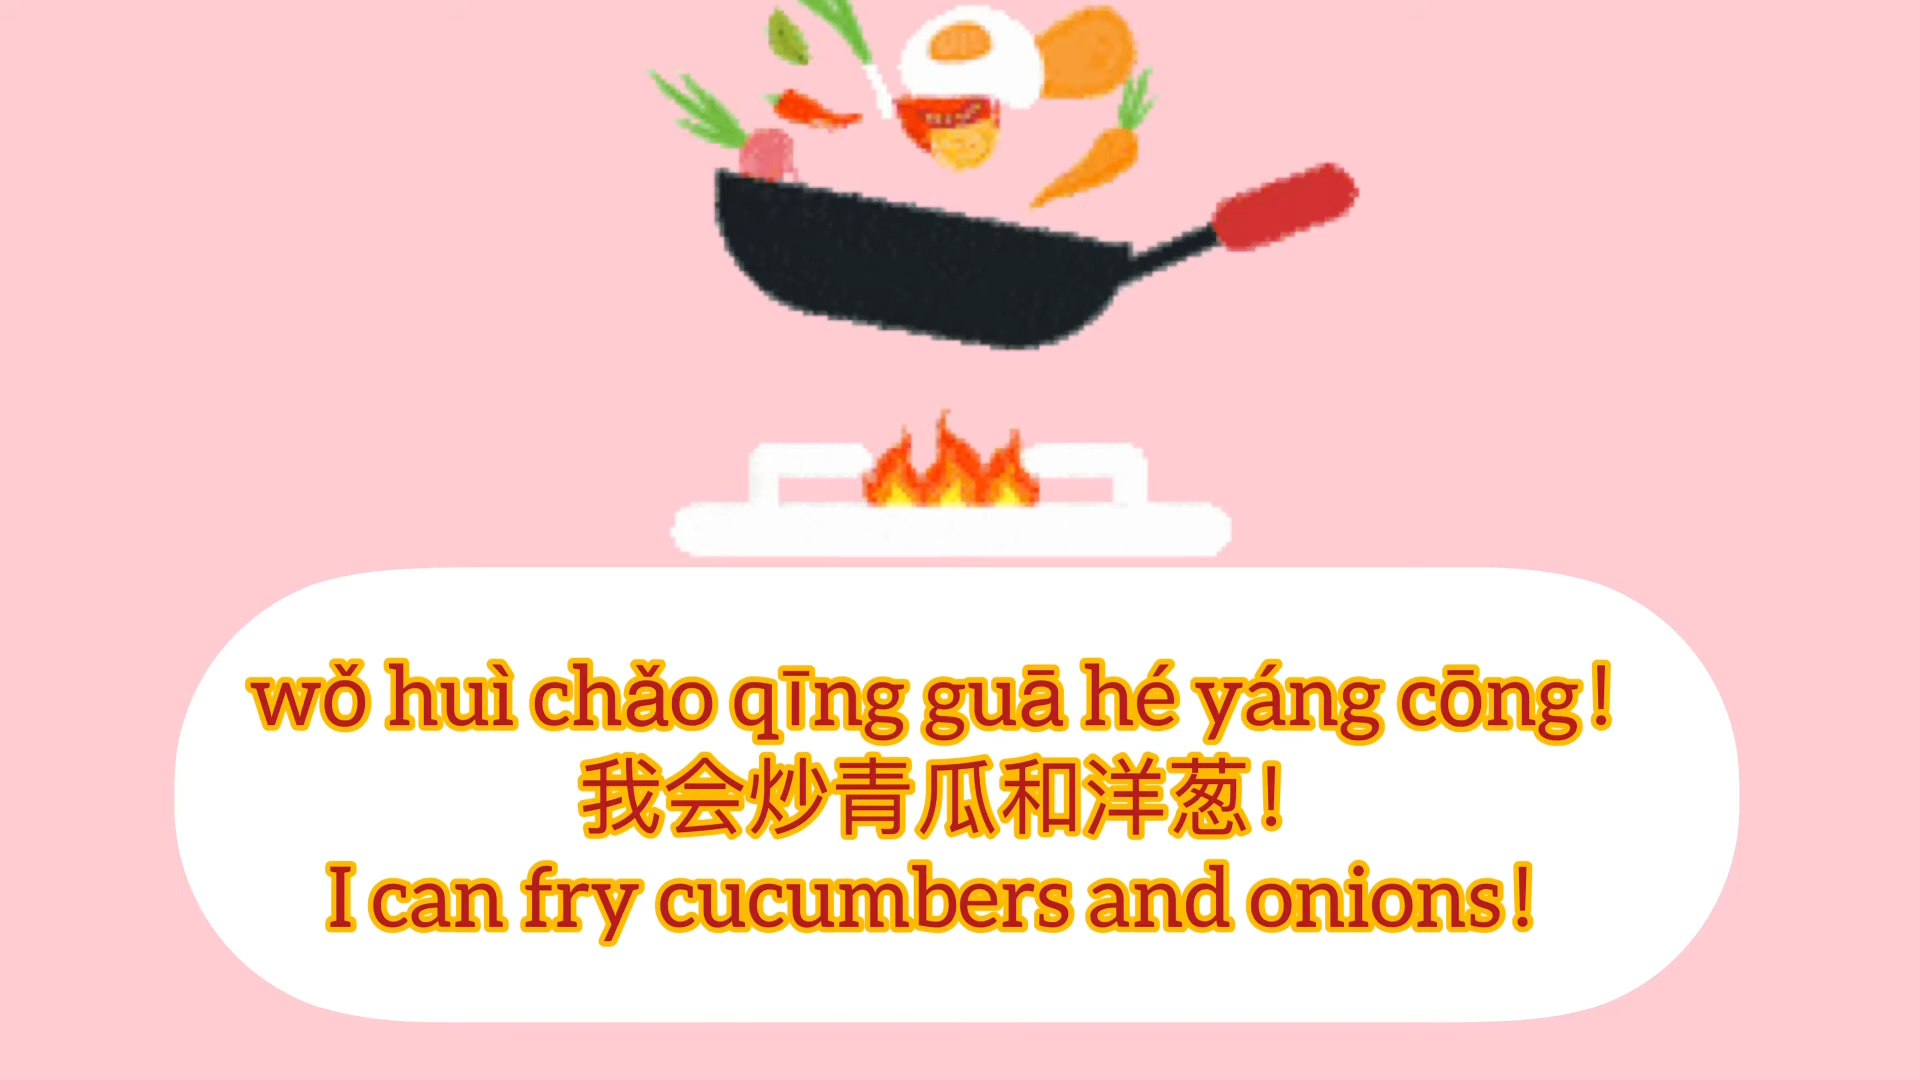 wǒ huì chǎo qīng guā hé yáng cōng!
我会炒青瓜和洋葱!
I can fry cucumbers and onions!